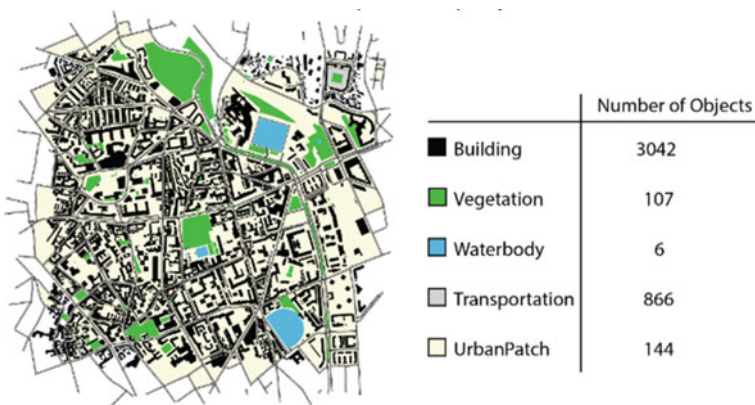 Number of Objects
Building 3042
Vegetation 107
Waterbody 6
Transportation 866
UrbanPatch 144